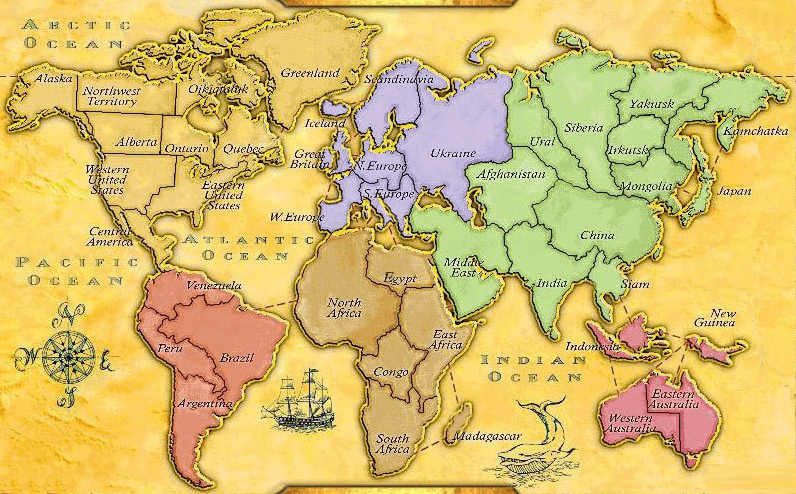 ARCTIC
OCEAN
Alaska
Northwest
Territory
Greenland
Scandinavia
Iceland
Alberta
Ontario
Quebec
Western
United
States
Eastern
United
States
Central
America
Great
Britain
N.Europe
S.Europe
W.Europe
Ukraine
Ural
Siberia
Yakutsk
Kamchatka
Irkutsk
Mongolia
Japan
Afghanistan
China
Middle
East
India
Siam
ATLANTIC
OCEAN
PACIFIC
OCEAN
Venezuela
Peru
Brazil
Argentina
North
Africa
Egypt
East
Africa
Congo
South
Africa
Madagascar
INDIAN
OCEAN
Indonesia
New
Guinea
Western
Australia
Eastern
Australia
N
W
S